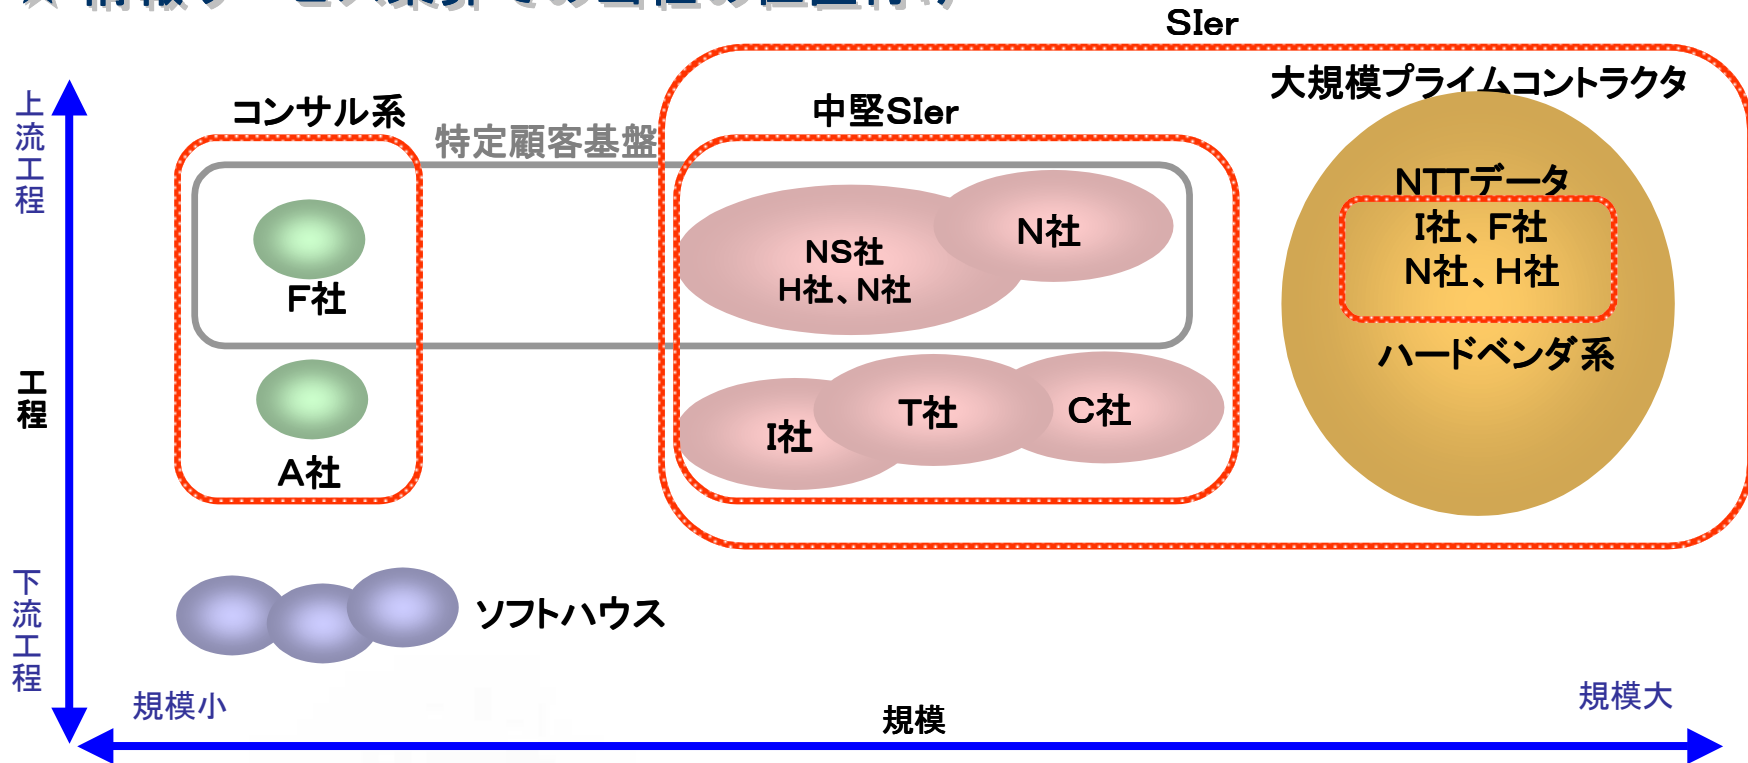 SIer
大規模プライムコントラクタ
コンサル系
中堅SIer
特定顧客基盤
上流工程
NTTデータ
I社、F社
N社、H社
ハードベンダ系
N社
NS社
H社、N社
F社
工程
T社
C社
I社
A社
下流工程
ソフトハウス
規模小
規模
規模大